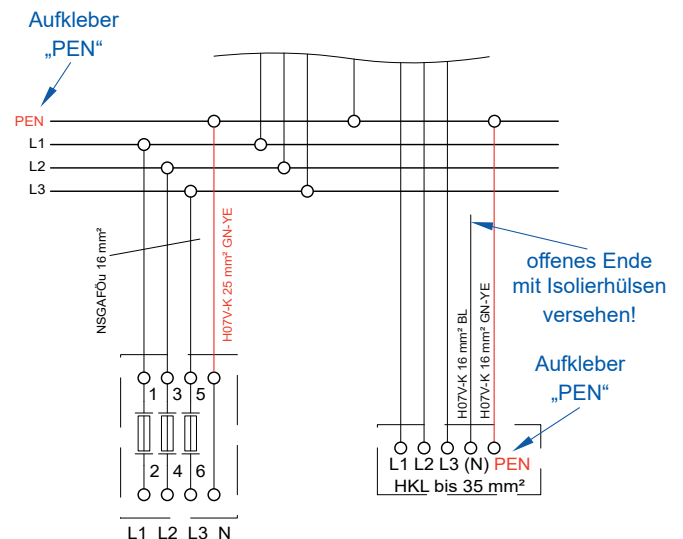 Aufkleber
„PEN“
PEN
L1
L2
L3
NSGAFÖu 16 mm²
H07V-K 25 mm² GN-YE
H07V-K 16 mm² BL
H07V-K 16 mm² GN-YE
offenes Ende
mit Isolierhülsen
versehen!
Aufkleber
„PEN“
1 3 5
2 4 6
L1 L2 L3 N
L1 L2 L3 (N) PEN
HKL bis 35 mm²